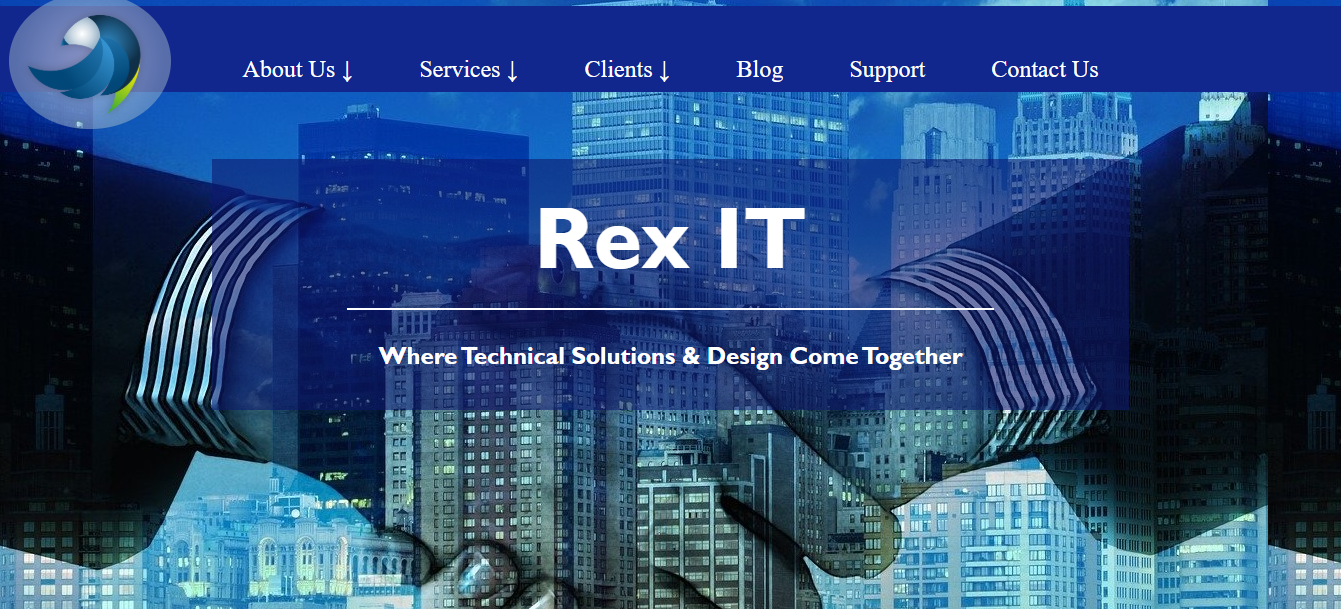 About Us ↓ Services ↓ Clients ↓ Blog Support Contact Us
Rex IT
Where Technical Solutions & Design Come Together